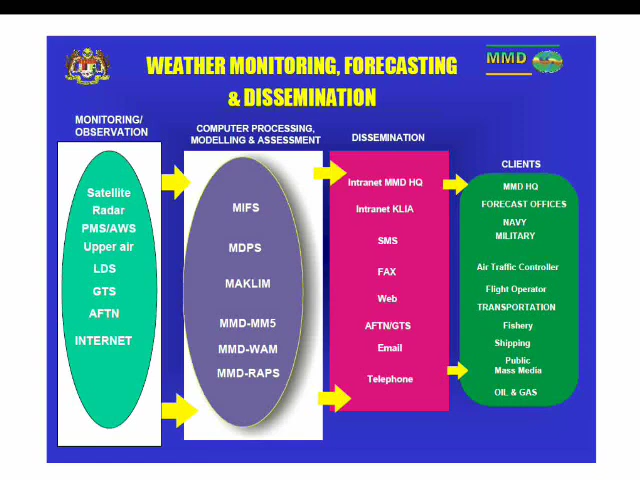 WEATHER MONITORING, FORECASTING
& DISSEMINATION
MMD
MONITORING/
OBSERVATION
Satellite
Radar
PMS/AWS
Upper air
LDS
GTS
AFTN
INTERNET
COMPUTER PROCESSING,
MODELLING & ASSESSMENT
MIFS
MDPS
MAKLIM
MMD-MM5
MMD-WAM
MMD-RAPS
DISSEMINATION
Intranet MMD HQ
Intranet KLIA
SMS
FAX
Web
AFTN/GTS
Email
Telephone
CLIENTS
MMD HQ
FORECAST OFFICES
NAVY
MILITARY
Air Traffic Controller
Flight Operator
TRANSPORTATION
Fishery
Shipping
Public
Mass Media
OIL & GAS